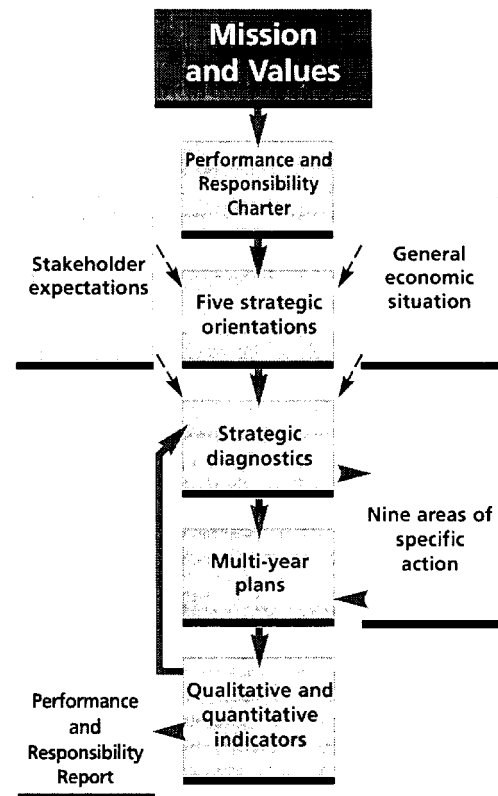 Mission
and Values
Performance and
Responsibility
Charter
Stakeholder
expectations
General
economic
situation
Five strategic
orientations
Strategic
diagnostics
Nine areas of
specific
action
Multi-year
plans
Qualitative and
quantitative
indicators
Performance
and
Responsibility
Report